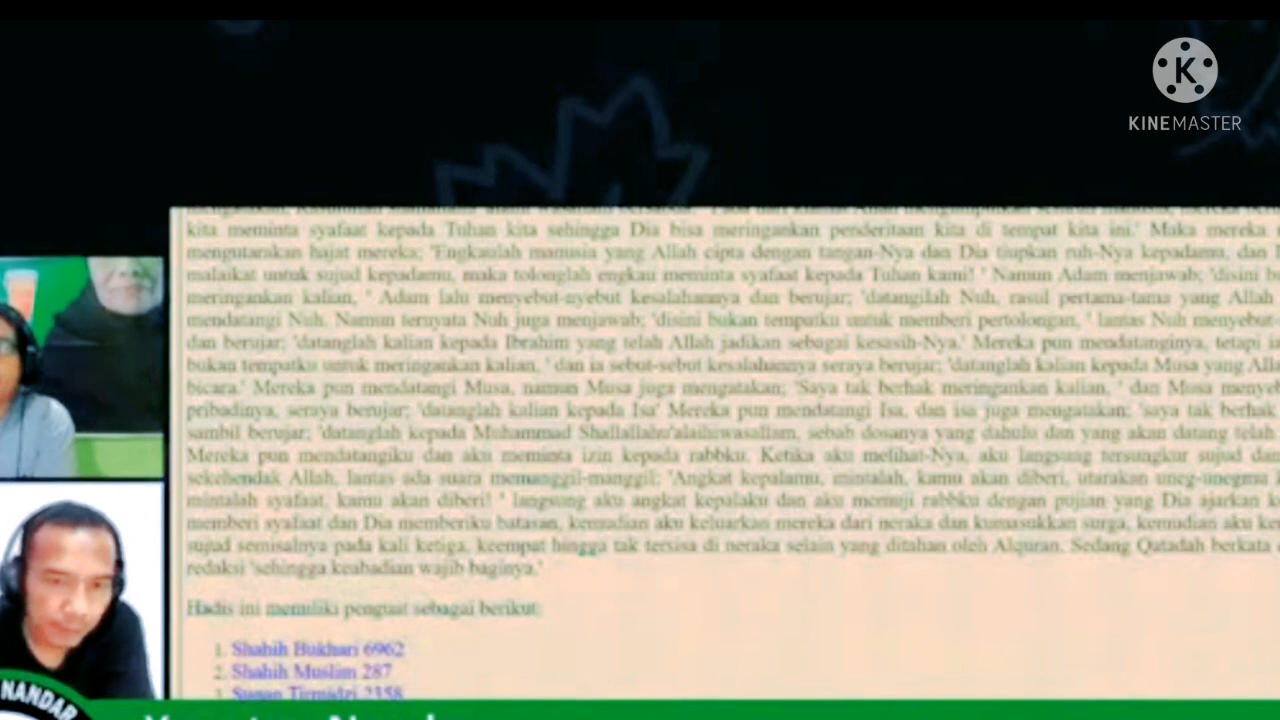 KINEMASTER
kita meminta syafaat kepada Tuhan kita sehingga Dia bisa meringankan penderitaan kita di tempat kita ini.' Maka mereka
mengutarakan hajat mereka; 'Engkaulah manusia yang Allah cipta dengan tangan-Nya dan Dia tiupkan ruh-Nya kepadamu, dan
malaikat untuk sujud kepadamu, maka tolonglah engkau meminta syafaat kepada Tuhan kami! ' Namun Adam menjawab; 'disini
meringankan kalian, ' Adam lalu menyebut-nyebut kesalahannya dan berujar; 'datangilah Nuh, rasul pertama-tama yang Allah
mendatangi Nuh. Namun ternyata Nuh juga menjawab; 'disini bukan tempatku untuk memberi pertolongan, ' lantas Nuh menyebut-
dan berujar; 'datanglah kalian kepada Ibrahim yang telah Allah jadikan sebagai kesasih-Nya.' Mereka pun mendatanginya, tetapi
bukan tempatku untuk meringankan kalian, ' dan ia sebut-sebut kesalahannya seraya berujar; 'datanglah kalian kepada Musa yang
bicara.' Mereka pun mendatangi Musa, namun Musa juga mengatakan; 'Saya tak berhak meringankan kalian, ' dan Musa
pribadinya, seraya berujar; 'datanglah kalian kepada Isa' Mereka pun mendatangi Isa, dan isa juga mengatakan; 'saya tak berhak
sambil berujar; 'datanglah kepada Muhammad Shallallahu'alaihiwasallam, sebab dosanya yang dahulu dan yang akan datang telah
Mereka pun mendatangiku dan aku meminta izin kepada rabbku. Ketika aku melihat-Nya, aku langsung tersungkur sujud
sekehendak Allah, lantas ada suara memanggil-manggil; 'Angkat kepalamu, mintalah, kamu akan diberi, utarakan uneg-unegmu
mintalah syafaat, kamu akan diberi! ' langsung aku angkat kepalaku dan aku memuji rabbku dengan pujian yang Dia ajarkan
memberi syafaat dan Dia memberiku batasan, kemudian aku keluarkan mereka dari neraka dan kumasukkan surga, kemudian aku
sujud semisalnya pada kali ketiga, keempat hingga tak tersisa di neraka selain yang ditahan oleh Alquran. Sedang Qatadah berkata
redaksi 'sehingga keabadian wajib baginya.'
Hadis ini memiliki penguat sebagai berikut:
1. Shahih Bukhari 6962
2. Shahih Muslim 287
3. Sunan Tirmidzi 2358
NANDAR